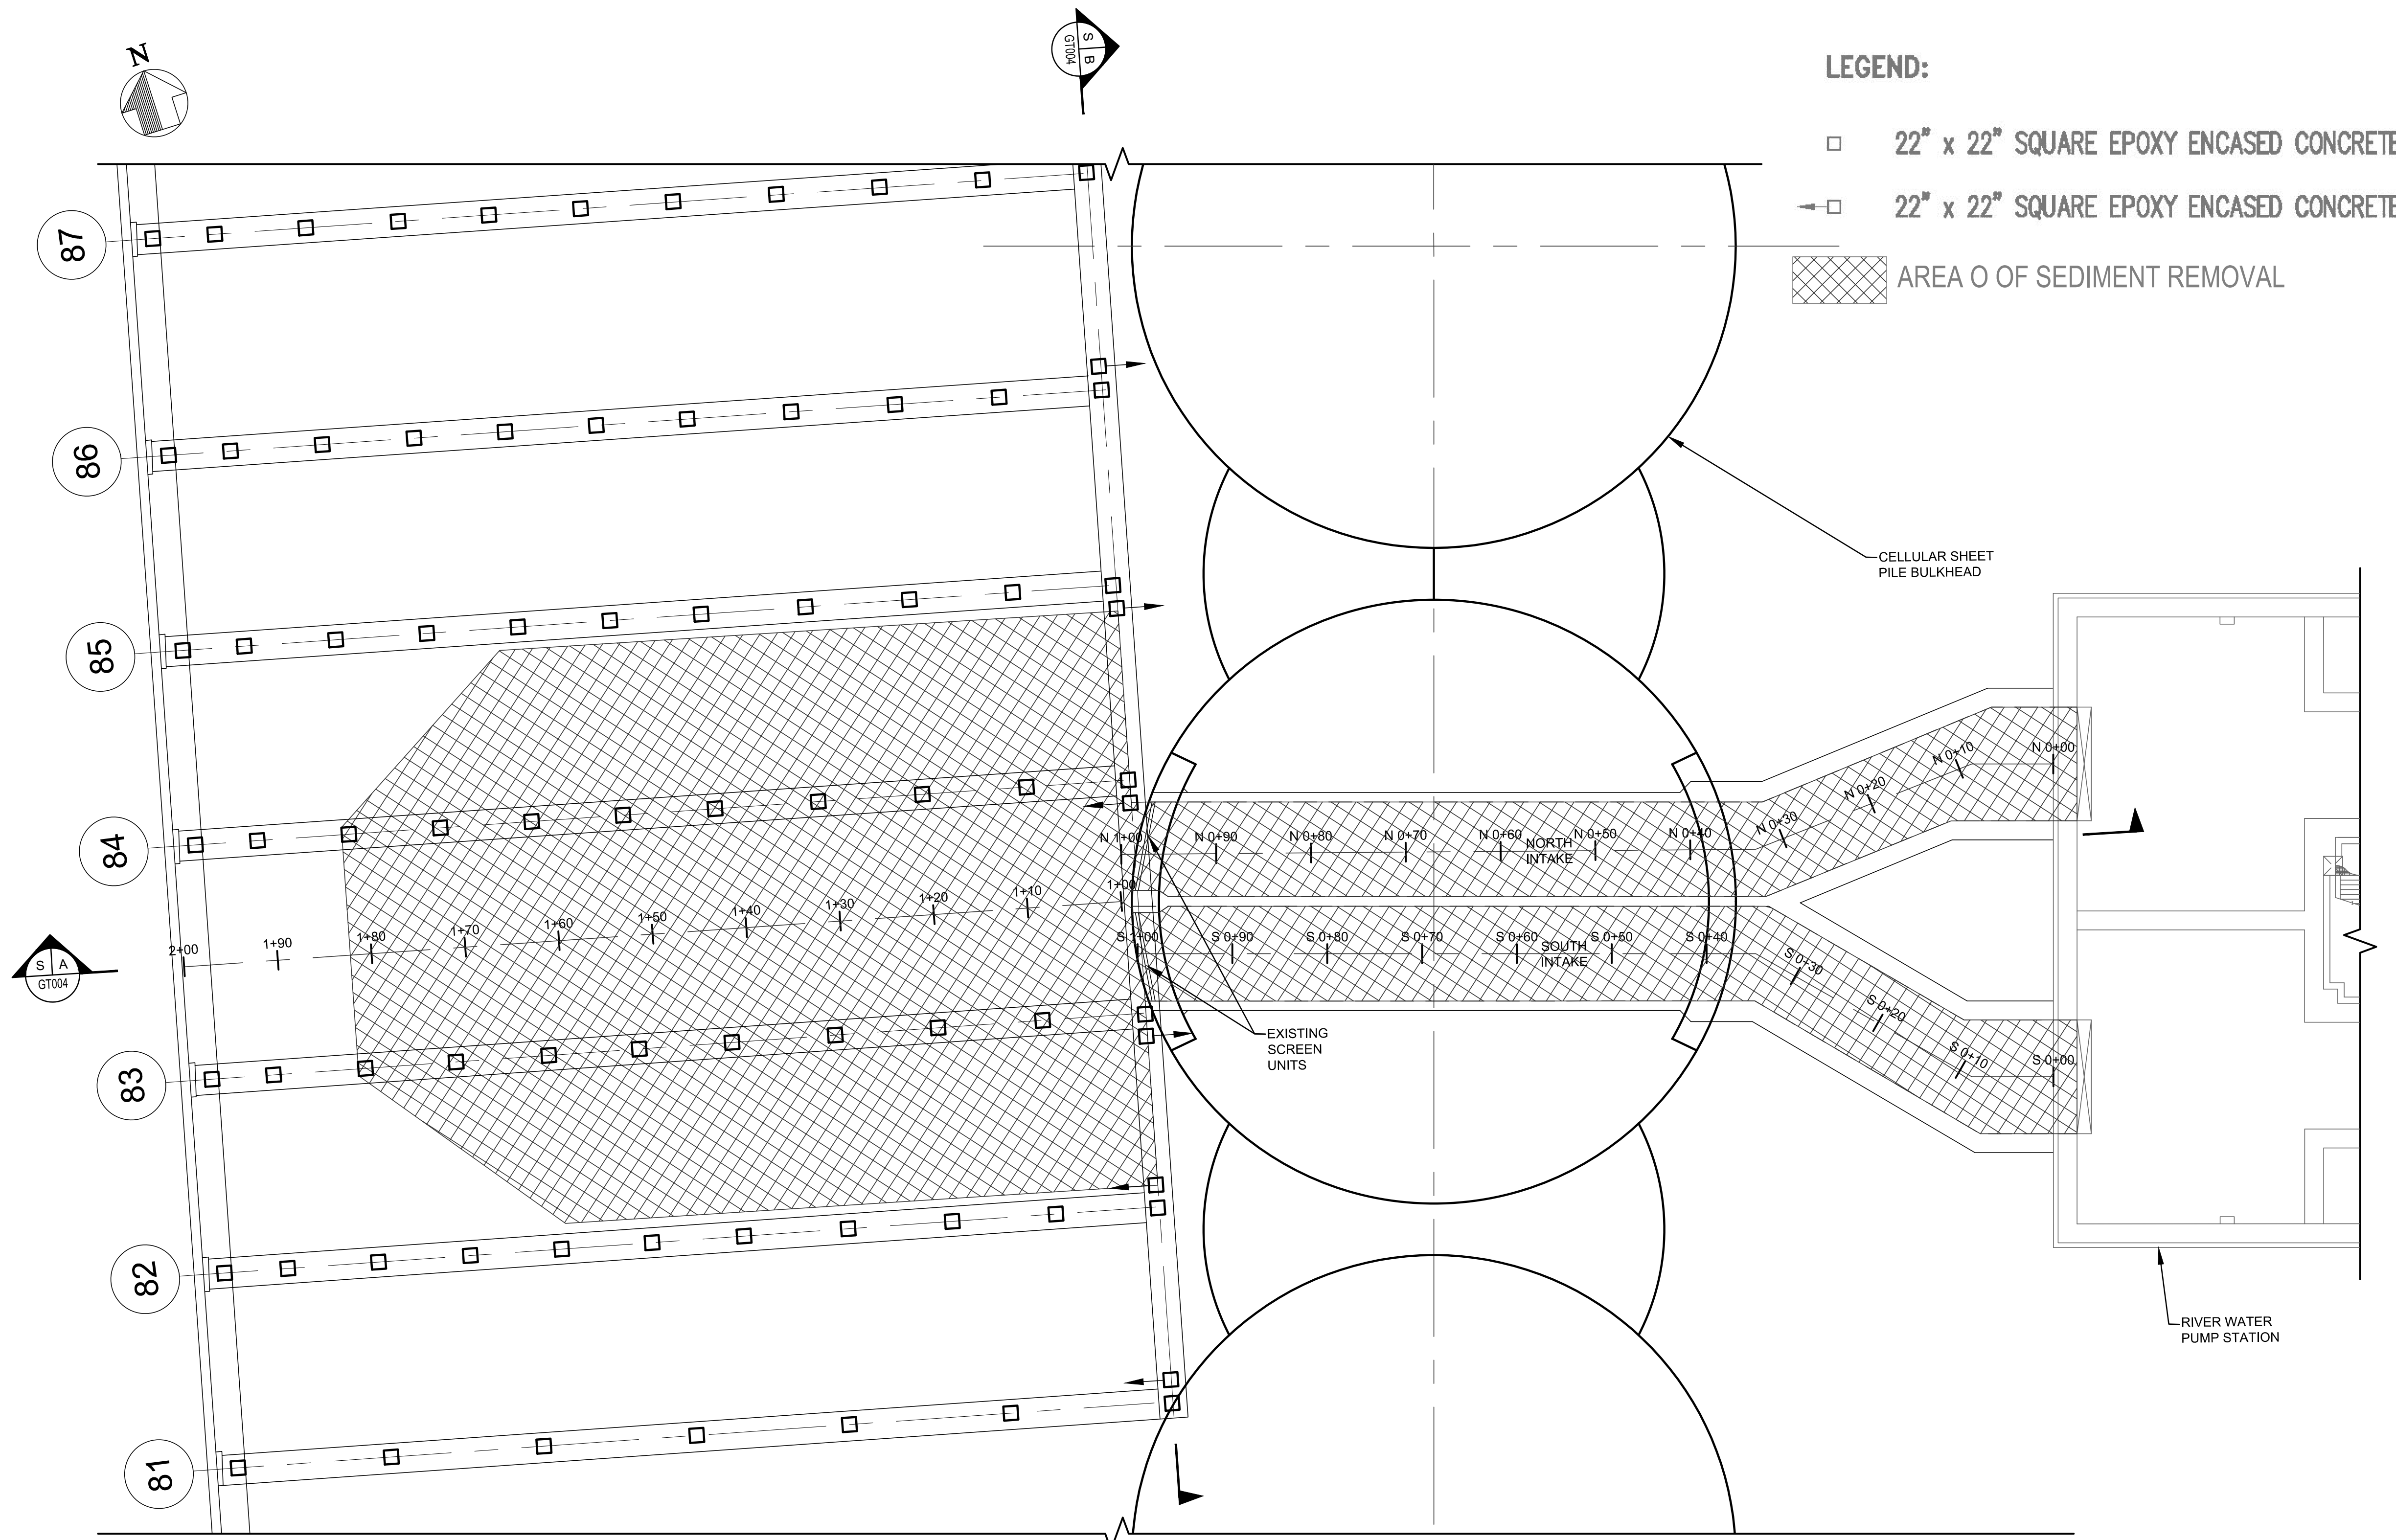 N
S B
GT004
LEGEND:
22" x 22" SQUARE EPOXY ENCASED CONCRETE
22" x 22" SQUARE EPOXY ENCASED CONCRETE
AREA O OF SEDIMENT REMOVAL
87
86
85
84
83
82
81
CELLULAR SHEET
PILE BULKHEAD
N 1+00
N 0+90
N 0+80
N 0+70
N 0+60
N 0+50
N 0+40
N 0+30
N 0+20
N 0+10
N 0+00
NORTH
INTAKE
2+00
1+90
1+80
1+70
1+60
1+50
1+40
1+30
1+20
1+10
1+00
S 1+00
S 0+90
S 0+80
S 0+70
S 0+60
S 0+50
S 0+40
S 0+30
S 0+20
S 0+10
S 0+00
SOUTH
INTAKE
S A
GT004
EXISTING
SCREEN
UNITS
RIVER WATER
PUMP STATION